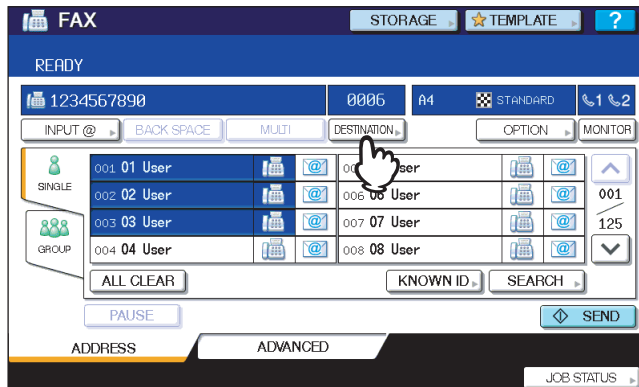 FAX STORAGE TEMPLATE ?
READY
1234567890 0006 A4 STANDARD 1 2
INPUT @ BACK SPACE MULTI DESTINATION OPTION MONITOR
SINGLE
001 01 User
002 02 User 006 06 User
003 03 User 007 07 User
004 04 User 008 08 User
001
125
GROUP
ALL CLEAR KNOWN ID SEARCH
PAUSE SEND
ADDRESS ADVANCED
JOB STATUS